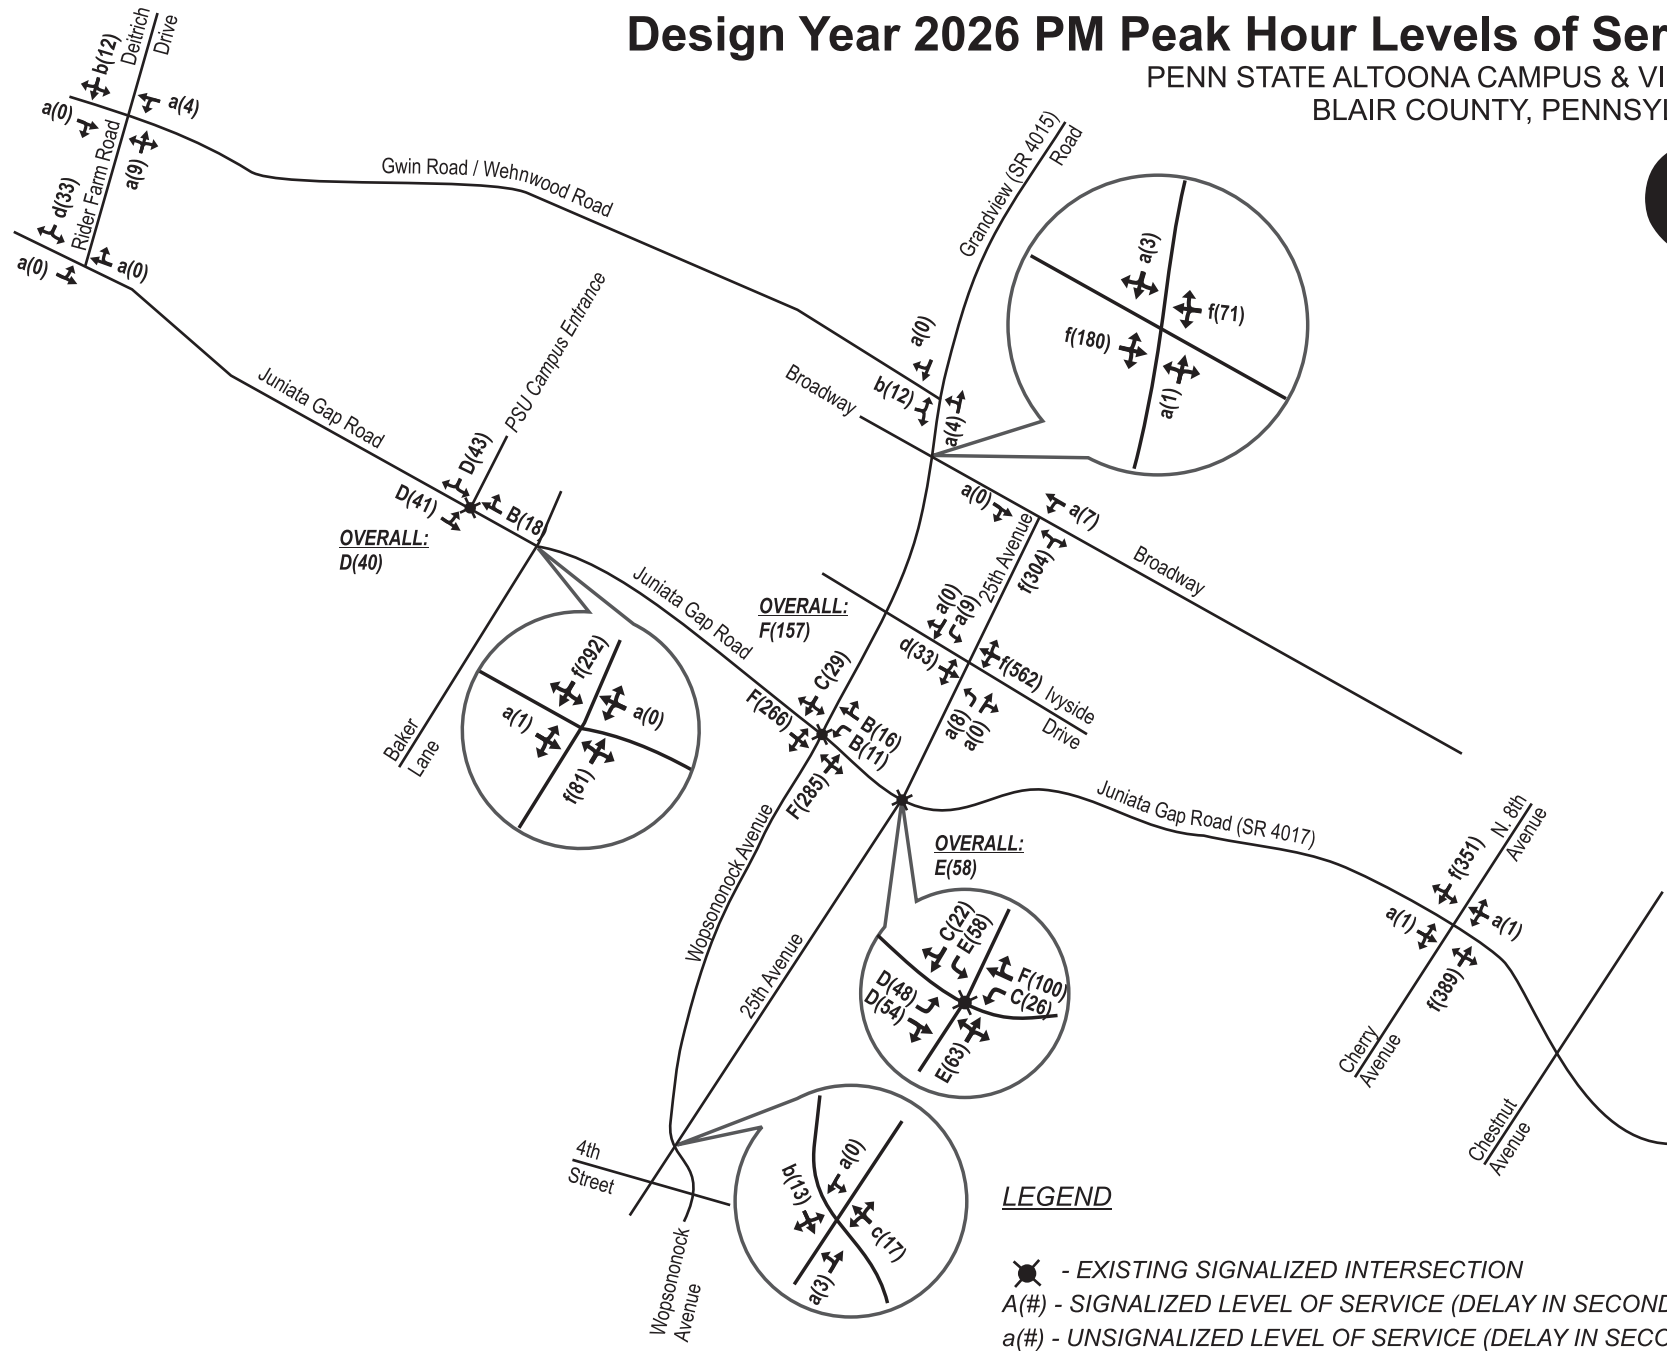 Design Year 2026 PM Peak Hour Levels of Ser
PENN STATE ALTOONA CAMPUS & VI
BLAIR COUNTY, PENNSYL
Deitrich
Drive
b(12)
a(4)
a(0)
a(9)
Rider Farm Road
d(33)
a(0)
a(0)
Gwin Road / Wehnwood Road
Grandview (SR 4015)
Road
a(3)
f(71)
f(180)
a(1)
a(0)
b(12)
a(4)
Broadway
Juniata Gap Road
PSU Campus Entrance
D(43)
D(41)
B(18)
OVERALL:
D(40)
a(0)
a(7)
25th Avenue
f(304)
Broadway
Juniata Gap Road
OVERALL:
F(157)
a(0)
a(9)
d(33)
f(562)
Ivyside
Drive
a(8)
a(0)
f(292)
a(1)
a(0)
f(81)
Baker
Lane
C(29)
F(266)
B(16)
B(11)
F(285)
Wopsononock Avenue
25th Avenue
Juniata Gap Road (SR 4017)
N. 8th
Avenue
f(351)
a(1)
a(1)
f(389)
Cherry
Avenue
Chestnut
Avenue
OVERALL:
E(58)
C(22)
E(58)
F(100)
C(26)
D(48)
D(54)
E(63)
4th
Street
a(0)
b(13)
c(17)
a(3)
Wopsononock
Avenue
LEGEND
- EXISTING SIGNALIZED INTERSECTION
A(#) - SIGNALIZED LEVEL OF SERVICE (DELAY IN SECOND
a(#) - UNSIGNALIZED LEVEL OF SERVICE (DELAY IN SECO